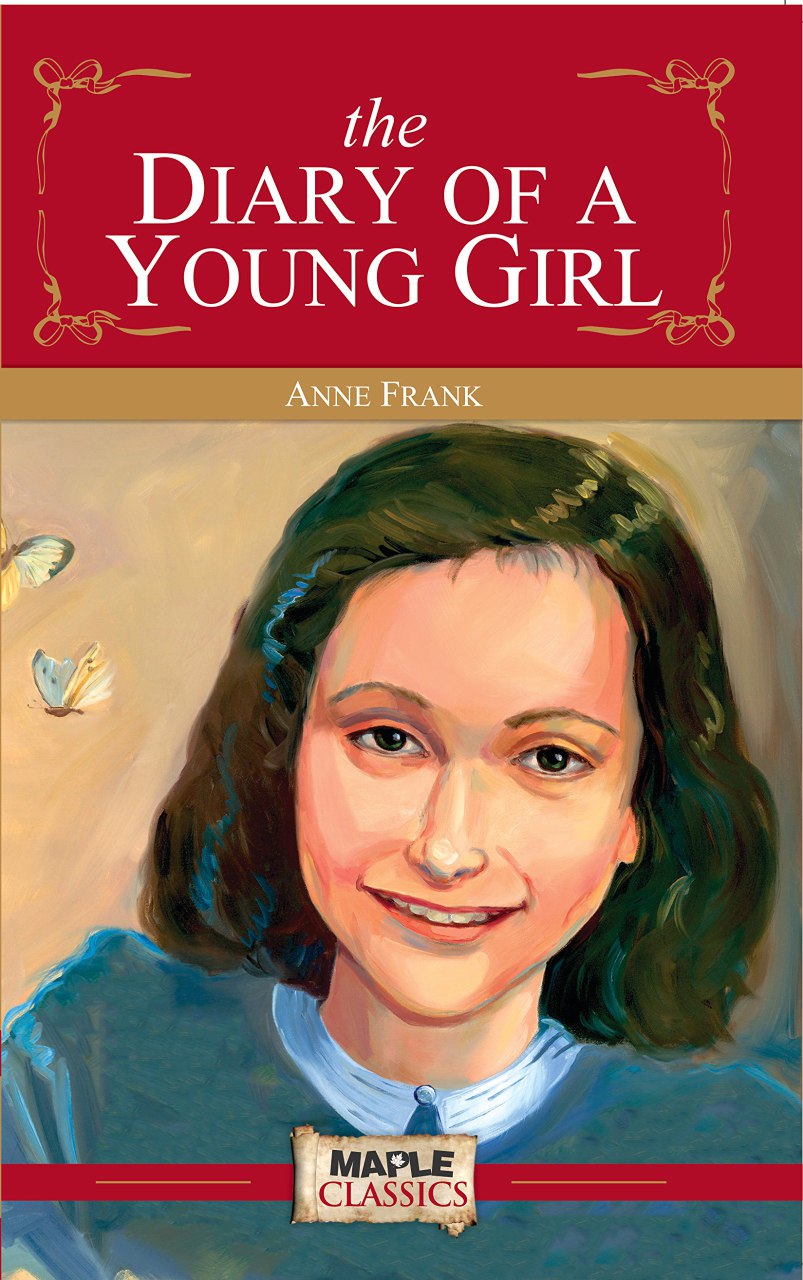 the
DIARY OF A
YOUNG GIRL
ANNE FRANK
MAPLE
CLASSICS